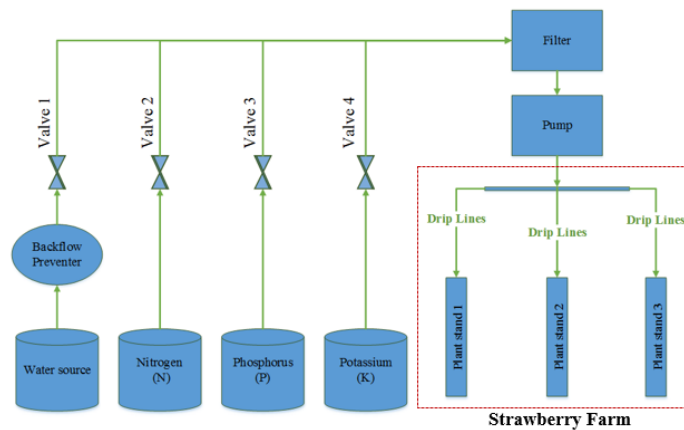 Filter
Valve 1
Valve 2
Valve 3
Valve 4
Pump
Drip Lines
Drip Lines
Drip Lines
Backflow
Preventer
Plant stand 1
Plant stand 2
Plant stand 3
Water source
Nitrogen
(N)
Phosphorus
(P)
Potassium
(K)
Strawberry Farm